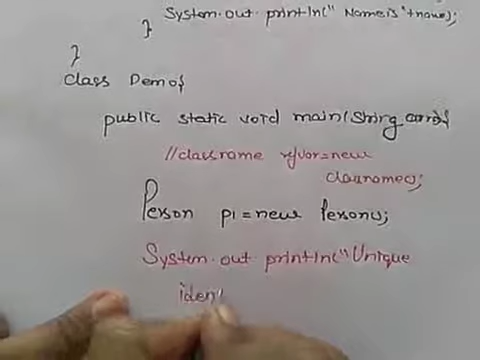 System.out.println(" Name is"+name);
}
}
class Demo{
public static void main(String
//classname refvar=new
classname();
Person p1=new Person();
System.out.println("Unique
iden